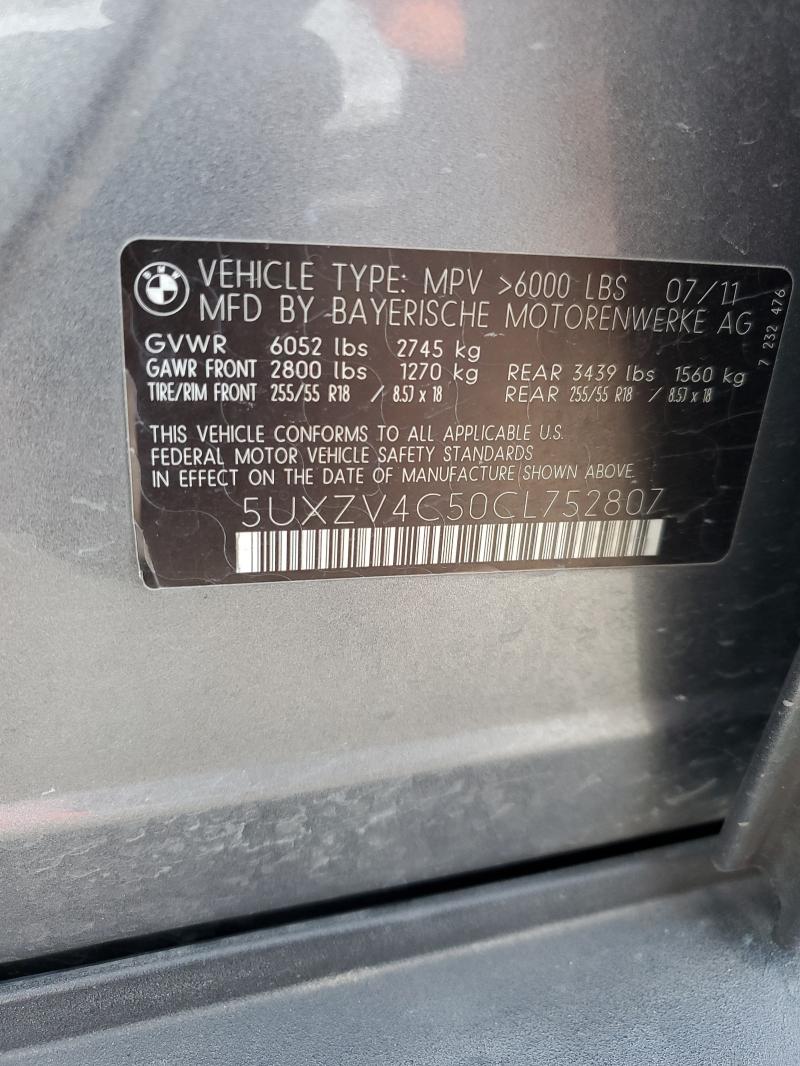 BMW
VEHICLE TYPE: MPV >6000 LBS 07/11
MFD BY BAYERISCHE MOTORENWERKE AG
7 232 476
GVWR 6052 lbs 2745 kg
GAWR FRONT 2800 lbs 1270 kg REAR 3439 lbs 1560 kg
TIRE/RIM FRONT 255/55 R18 / 8.5J x 18 REAR 255/55 R18 / 8.5J x 18
THIS VEHICLE CONFORMS TO ALL APPLICABLE U.S.
FEDERAL MOTOR VEHICLE SAFETY STANDARDS
IN EFFECT ON THE DATE OF MANUFACTURE SHOWN ABOVE
5UXZV4C50CL752807